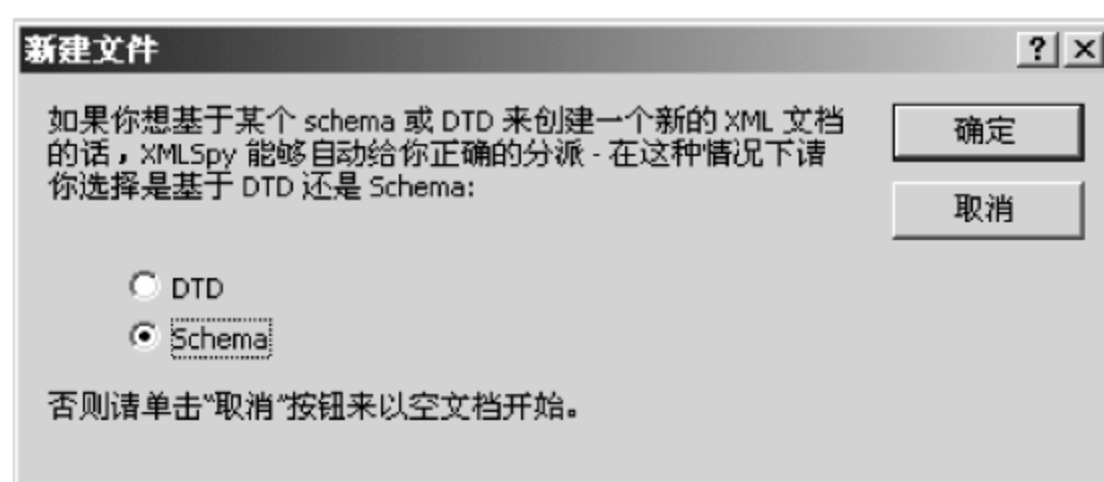 新建文件
如果你想基于某个 schema 或 DTD 来创建一个新的 XML 文档
的话，XMLSpy 能够自动给你正确的分派 - 在这种情况下请
你选择是基于 DTD 还是 Schema:
确定
取消
DTD
Schema
否则请单击“取消”按钮来以空文档开始。